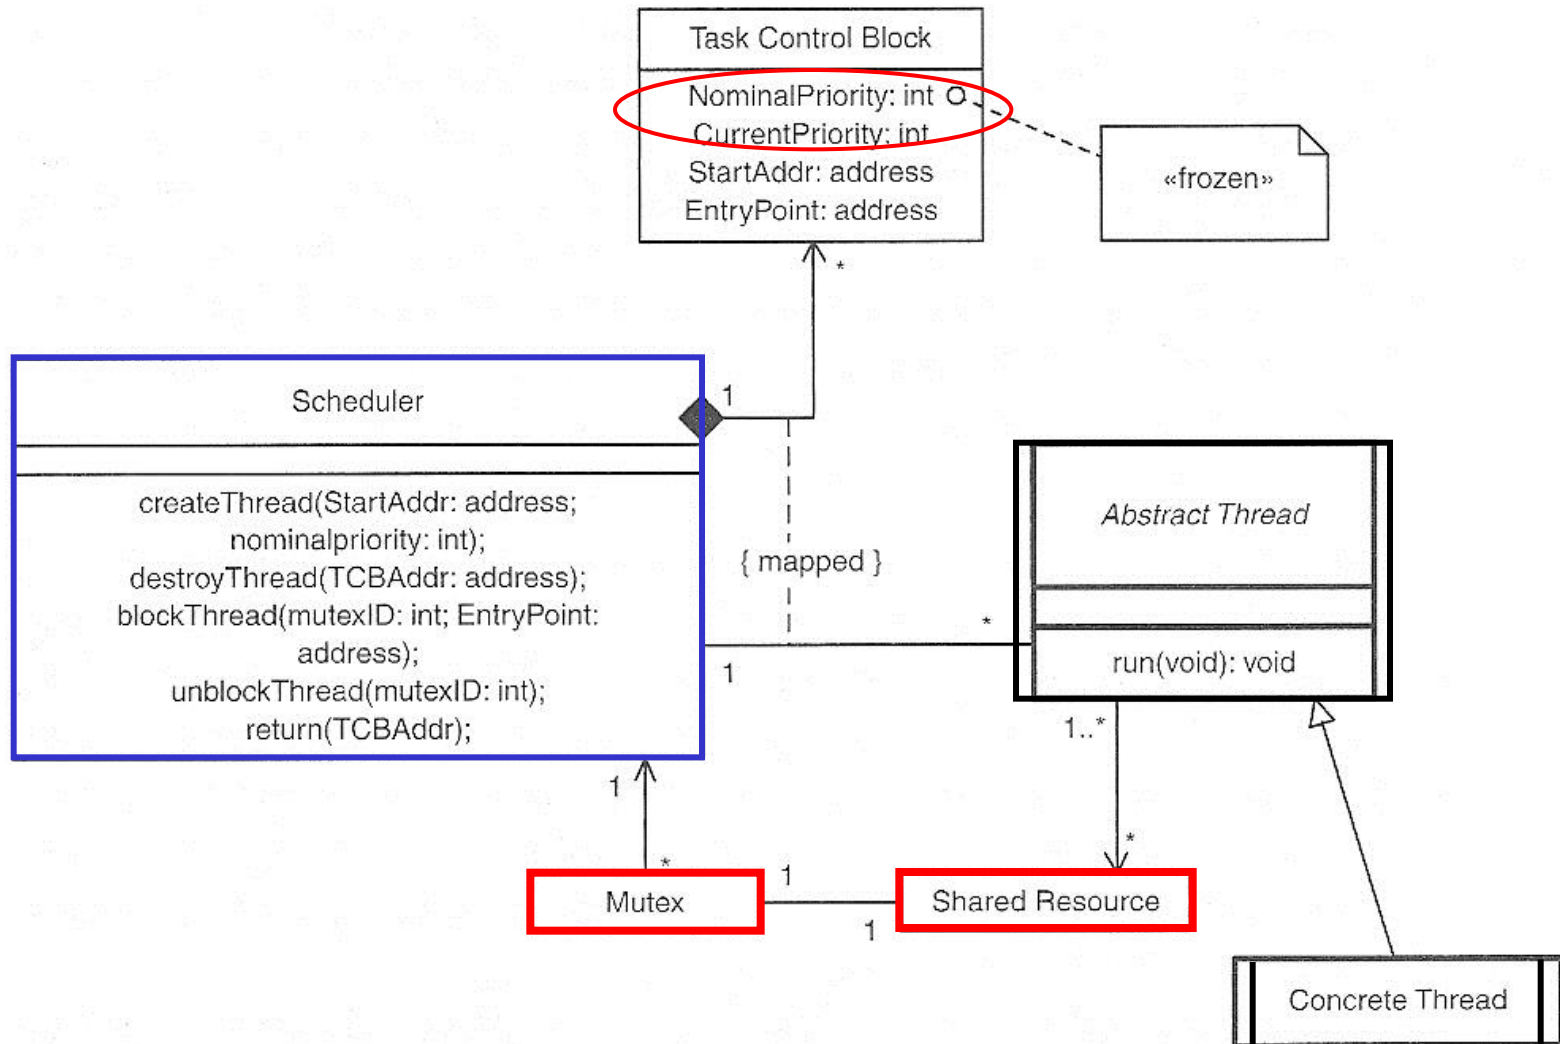 Task Control Block
NominalPriority: int
CurrentPriority: int
StartAddr: address
EntryPoint: address
«frozen»
*
1
Scheduler
createThread(StartAddr: address;
nominalpriority: int);
destroyThread(TCBAddr: address);
blockThread(mutexID: int; EntryPoint:
address);
unblockThread(mutexID: int);
return(TCBAddr);
{ mapped }
Abstract Thread
run(void): void
*
1
1..*
1
*
*
Mutex
1
1
Shared Resource
Concrete Thread